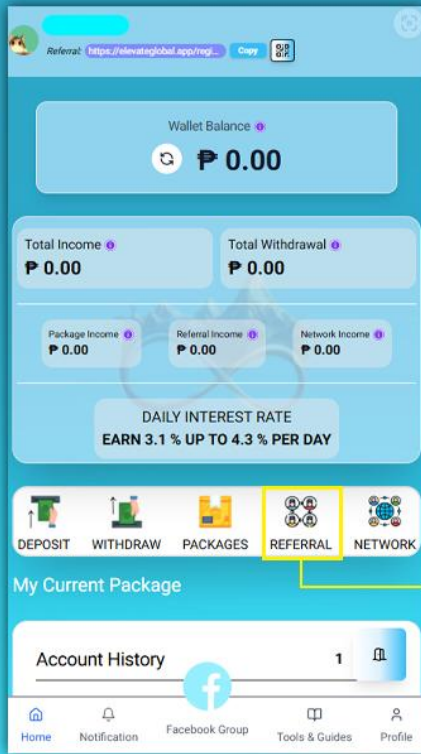 Referral: https://elevateglobal.app/regi... Copy
Wallet Balance
₱ 0.00
Total Income Total Withdrawal
₱ 0.00 ₱ 0.00
Package Income Referral Income Network Income
₱ 0.00 ₱ 0.00 ₱ 0.00
DAILY INTEREST RATE
EARN 3.1 % UP TO 4.3 % PER DAY
DEPOSIT WITHDRAW PACKAGES REFERRAL NETWORK
My Current Package
Account History 1
Home Notification Facebook Group Tools & Guides Profile